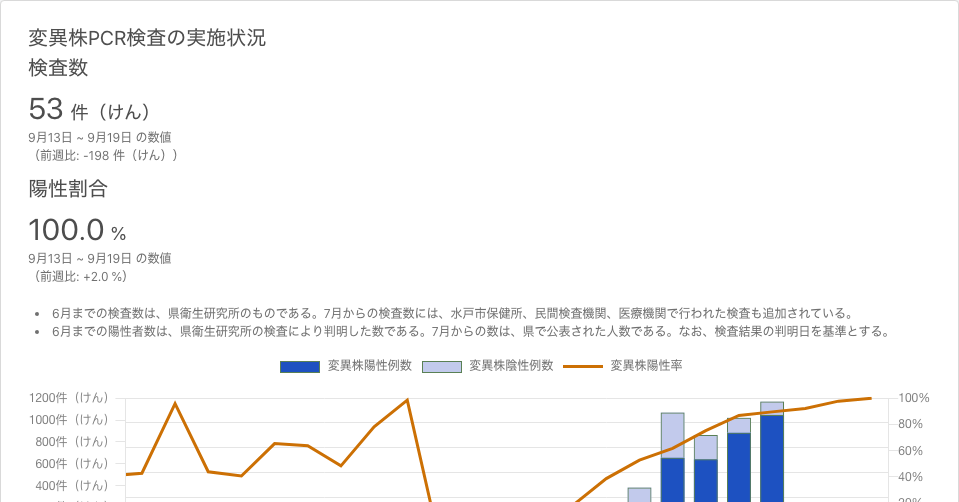 変異株PCR検査の実施状況
検査数
53 件（けん）
9月13日 ~ 9月19日 の数値
（前週比: -198 件（けん））
陽性割合
100.0 %
9月13日 ~ 9月19日 の数値
（前週比: +2.0 %）
• 6月までの検査数は、県衛生研究所のものである。7月からの検査数には、水戸市保健所、民間検査機関、医療機関で行われた検査も追加されている。
• 6月までの陽性者数は、県衛生研究所の検査により判明した数である。7月からの数は、県で公表された人数である。なお、検査結果の判明日を基準とする。
変異株陽性例数 変異株陰性例数 変異株陽性率
1200件（けん） 100%
1000件（けん） 80%
800件（けん）
600件（けん） 60%
400件（けん） 40%